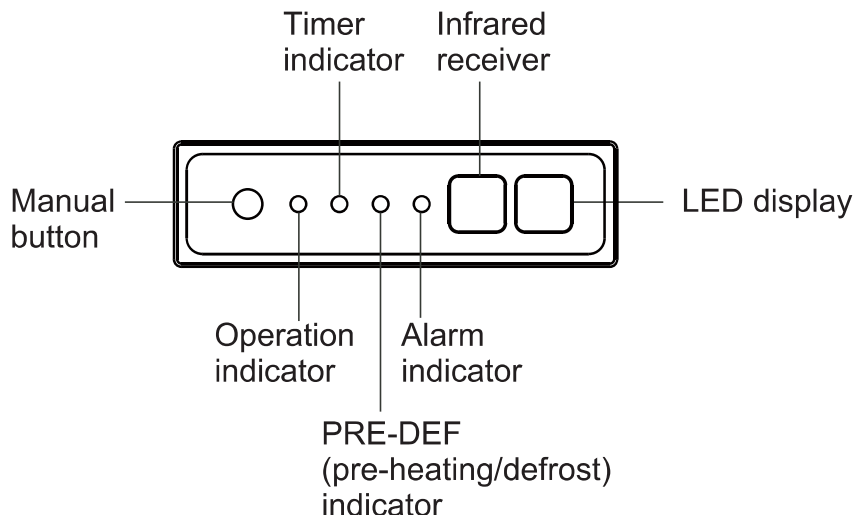 Timer
indicator
Infrared
receiver
Manual
button
LED display
Operation
indicator
Alarm
indicator
PRE-DEF
(pre-heating/defrost)
indicator